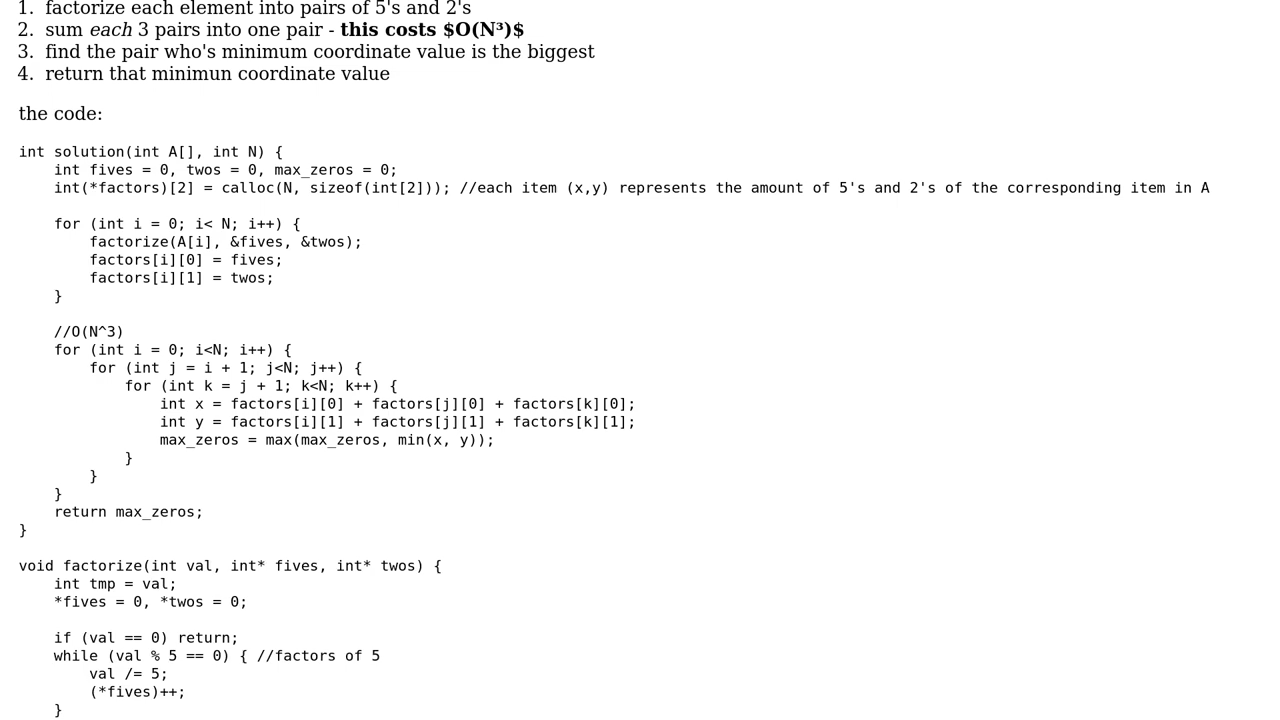 1. factorize each element into pairs of 5's and 2's
2. sum each 3 pairs into one pair - this costs $O(N³)$
3. find the pair who's minimum coordinate value is the biggest
4. return that minimun coordinate value
the code:
int solution(int A[], int N) {
    int fives = 0, twos = 0, max_zeros = 0;
    int(*factors)[2] = calloc(N, sizeof(int[2])); //each item (x,y) represents the amount of 5's and 2's of the corresponding item in A
    for (int i = 0; i< N; i++) {
        factorize(A[i], &fives, &twos);
        factors[i][0] = fives;
        factors[i][1] = twos;
    }
    //O(N^3)
    for (int i = 0; i<N; i++) {
        for (int j = i + 1; j<N; j++) {
            for (int k = j + 1; k<N; k++) {
                int x = factors[i][0] + factors[j][0] + factors[k][0];
                int y = factors[i][1] + factors[j][1] + factors[k][1];
                max_zeros = max(max_zeros, min(x, y));
            }
        }
    }
    return max_zeros;
}
void factorize(int val, int* fives, int* twos) {
    int tmp = val;
    *fives = 0, *twos = 0;
    if (val == 0) return;
    while (val % 5 == 0) { //factors of 5
        val /= 5;
        (*fives)++;
    }